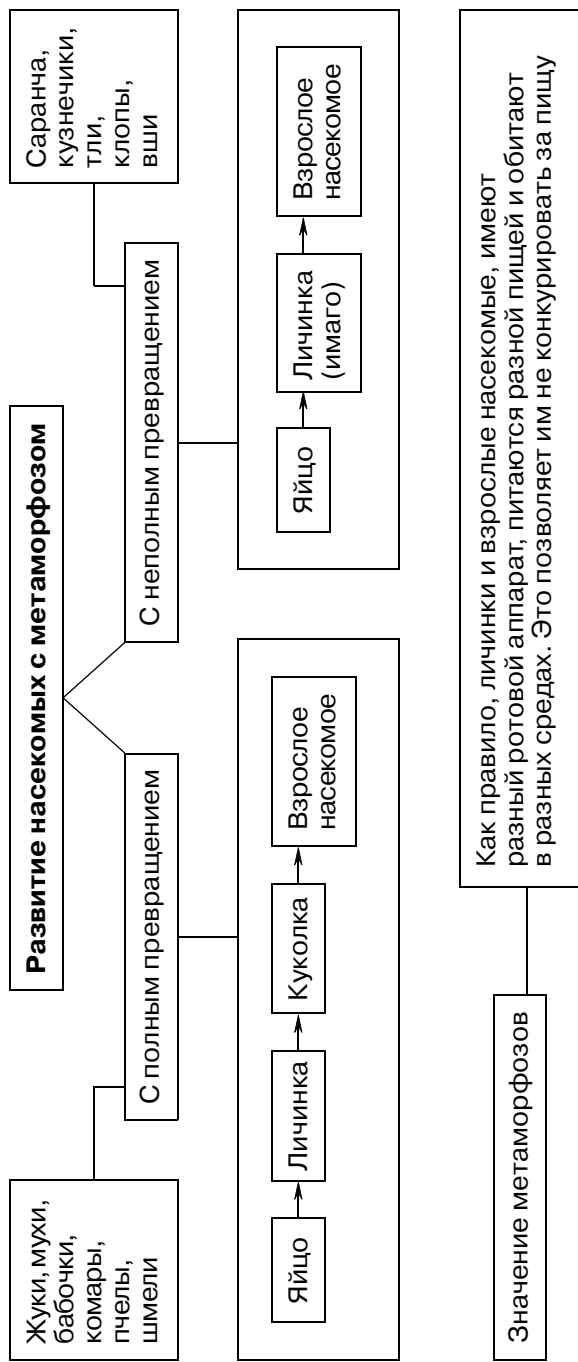 Развитие насекомых с метаморфозом
Жуки, мухи,
бабочки,
комары,
пчелы,
шмели
С полным превращением
Яйцо
Личинка
Куколка
Взрослое
насекомое
Саранча,
кузнечики,
тли,
клопы,
вши
С неполным превращением
Яйцо
Личинка
(имаго)
Взрослое
насекомое
Значение метаморфозов
Как правило, личинки и взрослые насекомые, имеют
разный ротовой аппарат, питаются разной пищей и обитают
в разных средах. Это позволяет им не конкурировать за пищу